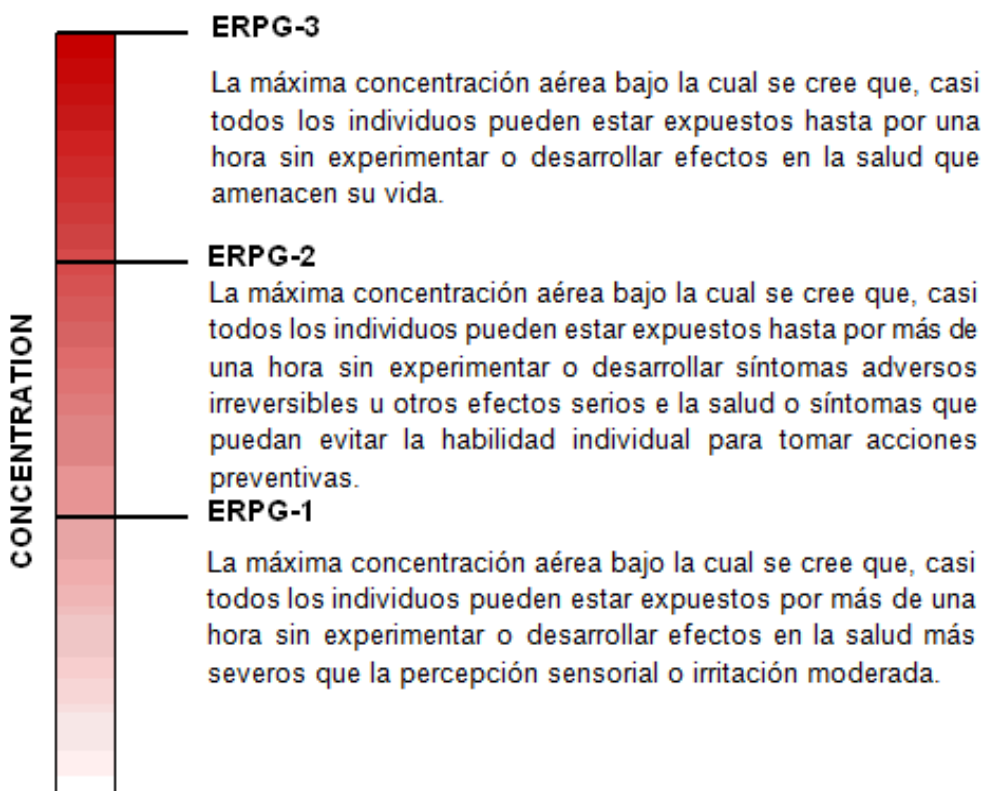 ERPG-3
La máxima concentración aérea bajo la cual se cree que, casi
todos los individuos pueden estar expuestos hasta por una
hora sin experimentar o desarrollar efectos en la salud que
amenacen su vida.
ERPG-2
La máxima concentración aérea bajo la cual se cree que, casi
todos los individuos pueden estar expuestos hasta por más de
una hora sin experimentar o desarrollar síntomas adversos
irreversibles u otros efectos serios e la salud o síntomas que
puedan evitar la habilidad individual para tomar acciones
preventivas.
ERPG-1
La máxima concentración aérea bajo la cual se cree que, casi
todos los individuos pueden estar expuestos por más de una
hora sin experimentar o desarrollar efectos en la salud más
severos que la percepción sensorial o irritación moderada.
CONCENTRATION